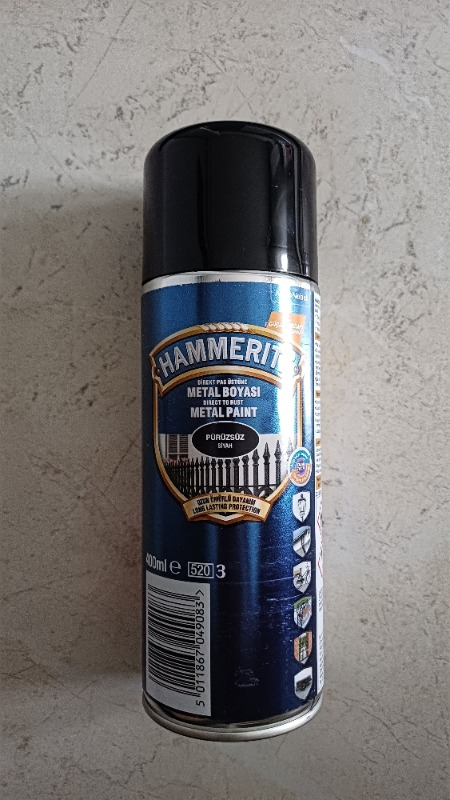 HAMMERITE
DİREKT PAS ÜSTÜNE
METAL BOYASI
DIRECT TO RUST
METAL PAINT
PÜRÜZSÜZ
SİYAH
UZUN ÖMÜRLÜ DAYANIM
LONG LASTING PROTECTION
400ml e 520 3
5 011867 049083 >